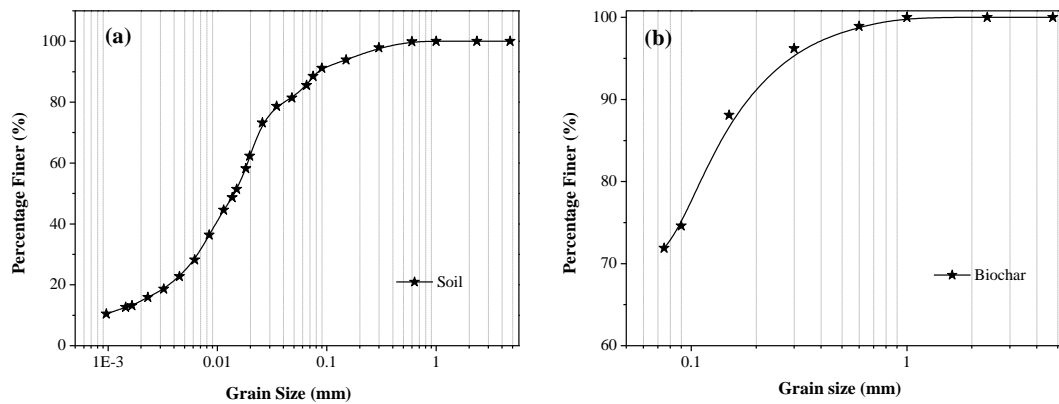 (a)
100
80
60
40
20
0
Percentage Finer (%)
Soil
1E-3
0.01
0.1
1
Grain Size (mm)
(b)
100
90
80
70
60
Percentage Finer (%)
Biochar
0.1
1
Grain size (mm)